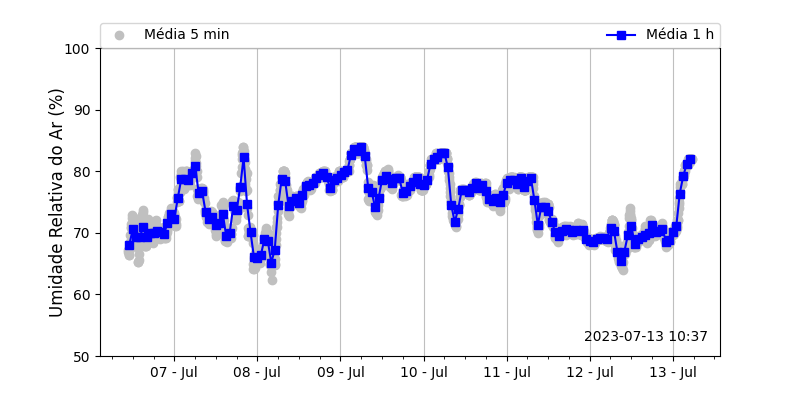 Média 5 min
Média 1 h
Umidade Relativa do Ar (%)
100
90
80
70
60
50
2023-07-13 10:37
07 - Jul
08 - Jul
09 - Jul
10 - Jul
11 - Jul
12 - Jul
13 - Jul